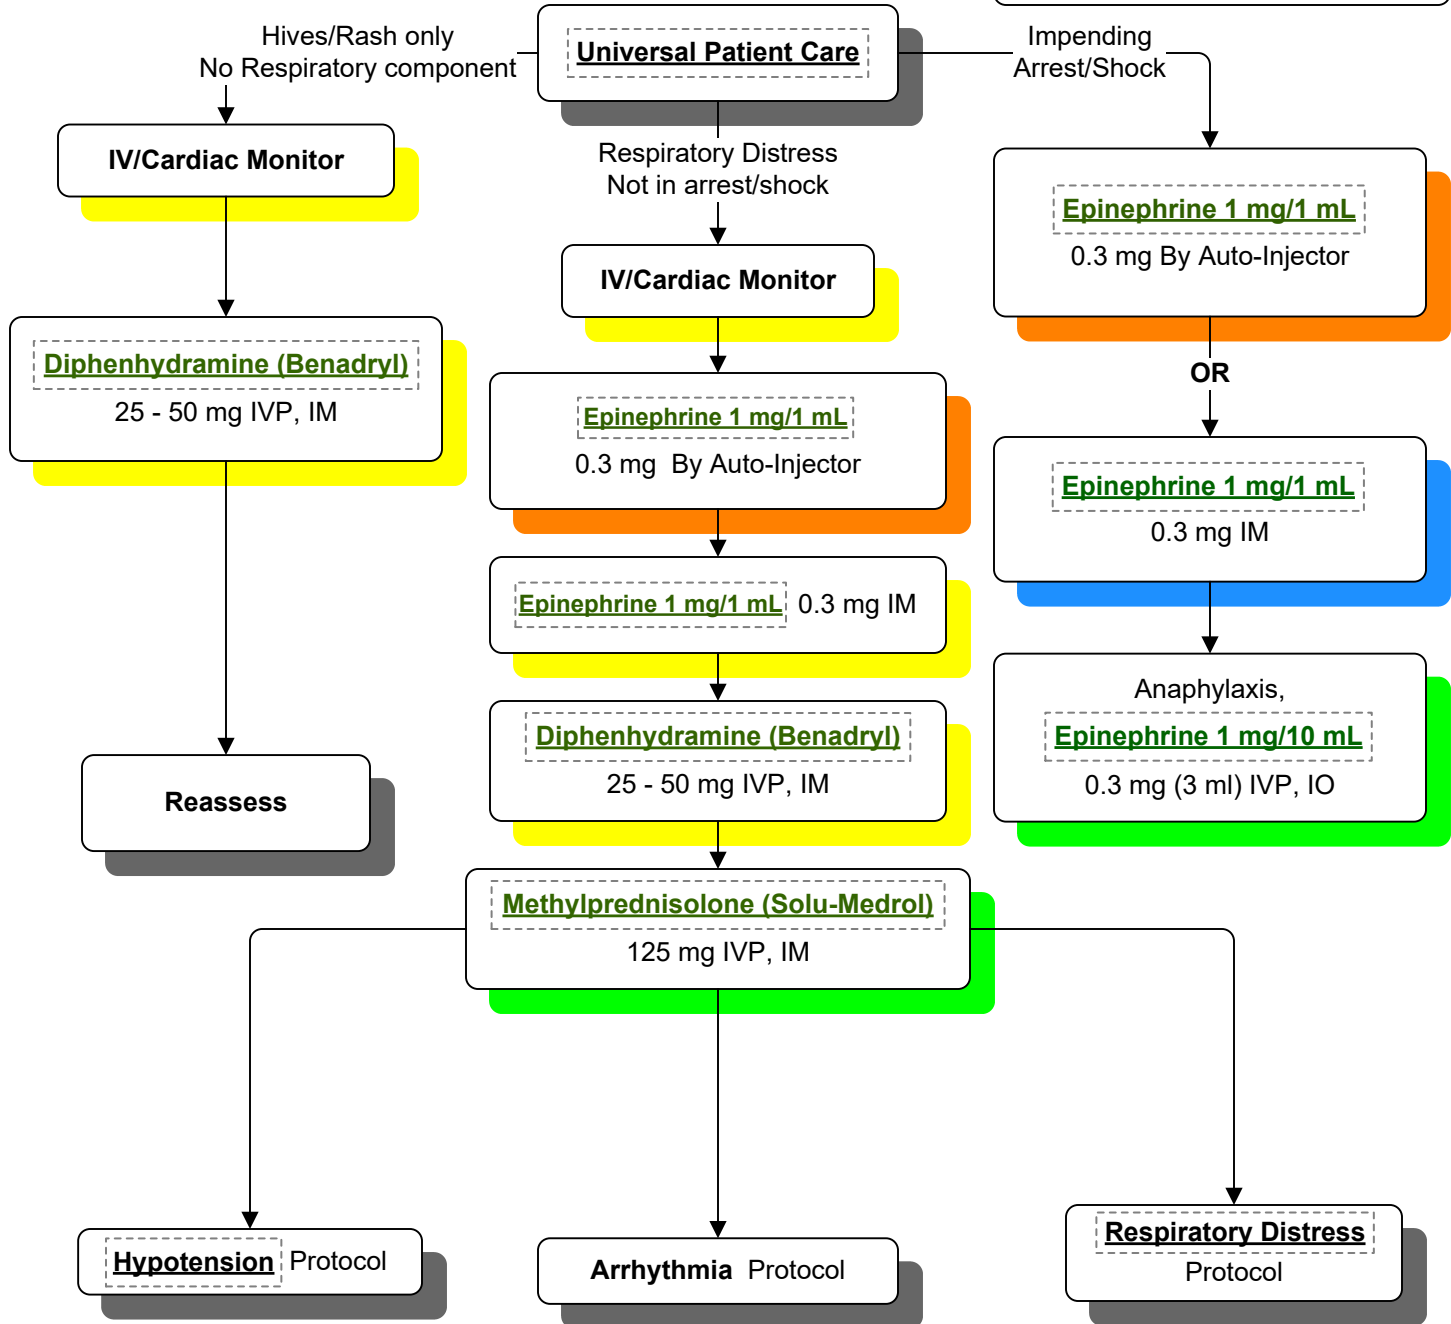 Universal Patient Care
Hives/Rash only
No Respiratory component
IV/Cardiac Monitor
Diphenhydramine (Benadryl)
25 - 50 mg IVP, IM
Reassess
Respiratory Distress
Not in arrest/shock
IV/Cardiac Monitor
Epinephrine 1 mg/1 mL
0.3 mg By Auto-Injector
Epinephrine 1 mg/1 mL 0.3 mg IM
Diphenhydramine (Benadryl)
25 - 50 mg IVP, IM
Methylprednisolone (Solu-Medrol)
125 mg IVP, IM
Impending
Arrest/Shock
Epinephrine 1 mg/1 mL
0.3 mg By Auto-Injector
OR
Epinephrine 1 mg/1 mL
0.3 mg IM
Anaphylaxis,
Epinephrine 1 mg/10 mL
0.3 mg (3 ml) IVP, IO
Hypotension Protocol
Arrhythmia Protocol
Respiratory Distress
Protocol